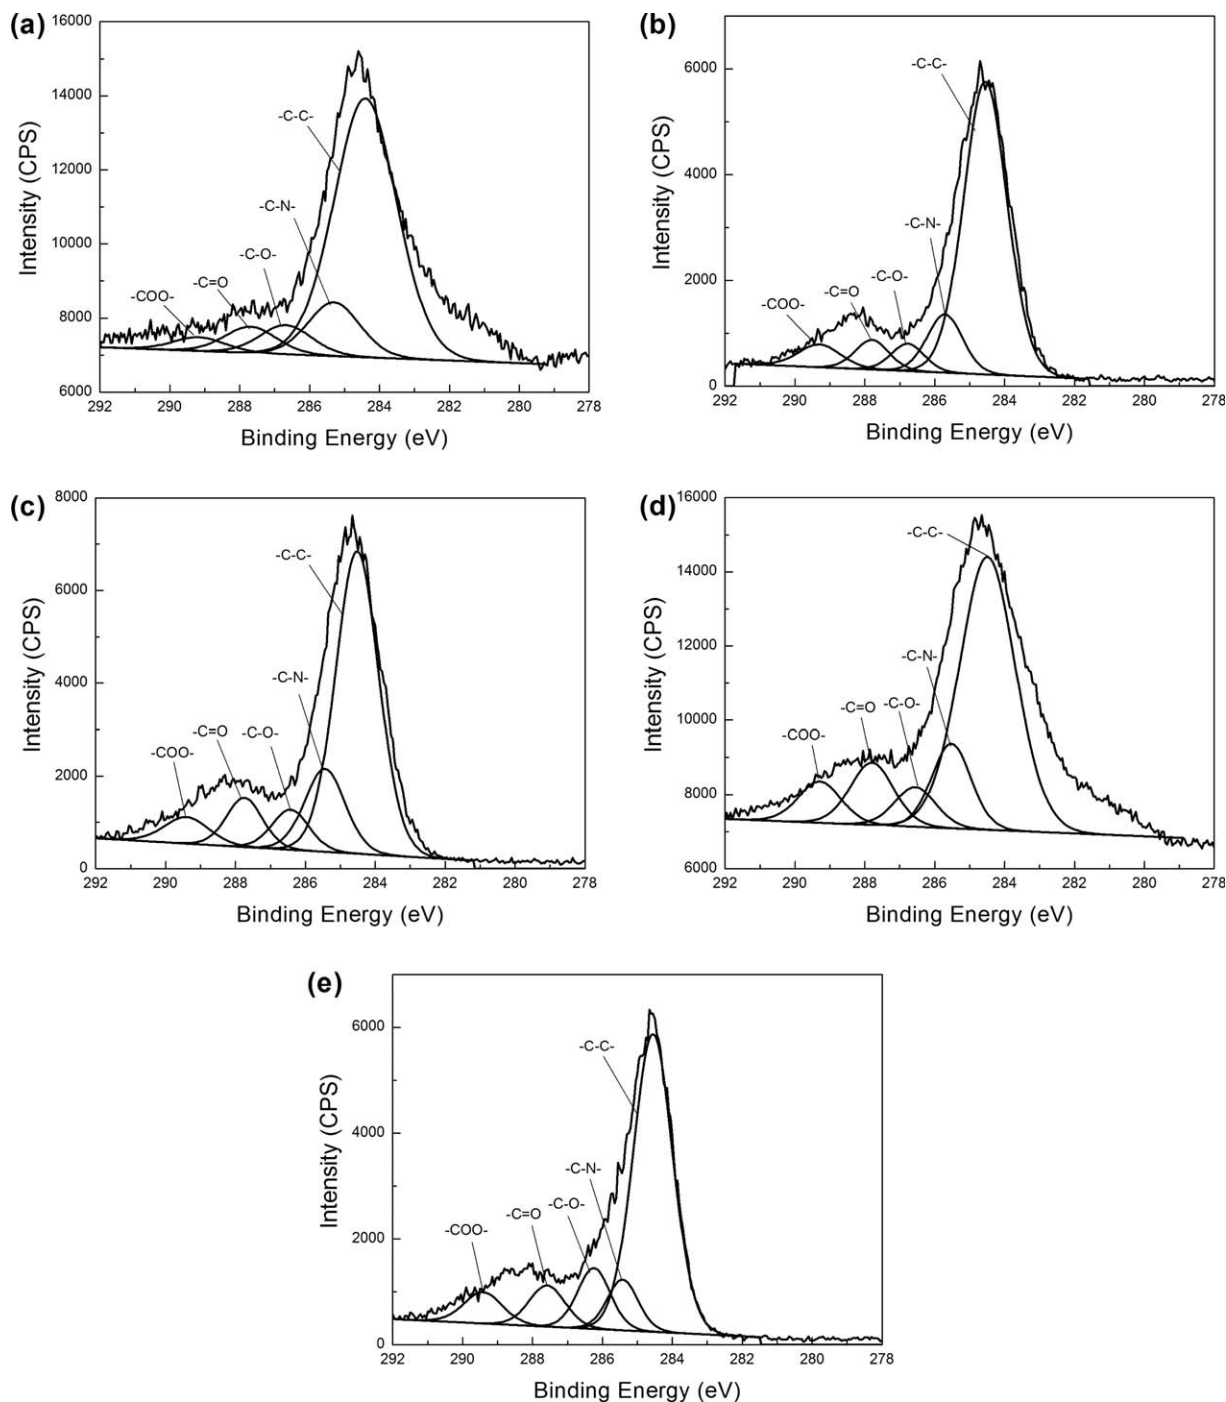 (a)
16000
14000
12000
10000
8000
6000
Intensity (CPS)
-C-C-
-C-N-
-C-O-
-C=O
-COO-
292 290 288 286 284 282 280 278
Binding Energy (eV)
(b)
6000
4000
2000
0
Intensity (CPS)
-C-C-
-C-N-
-C-O-
-C=O
-COO-
292 290 288 286 284 282 280 278
Binding Energy (eV)
(c)
8000
6000
4000
2000
0
Intensity (CPS)
-C-C-
-C-N-
-C-O-
-C=O
-COO-
292 290 288 286 284 282 280 278
Binding Energy (eV)
(d)
16000
14000
12000
10000
8000
6000
Intensity (CPS)
-C-C-
-C-N-
-C-O-
-C=O
-COO-
292 290 288 286 284 282 280 278
Binding Energy (eV)
(e)
6000
4000
2000
0
Intensity (CPS)
-C-C-
-C-N-
-C-O-
-C=O
-COO-
292 290 288 286 284 282 280 278
Binding Energy (eV)